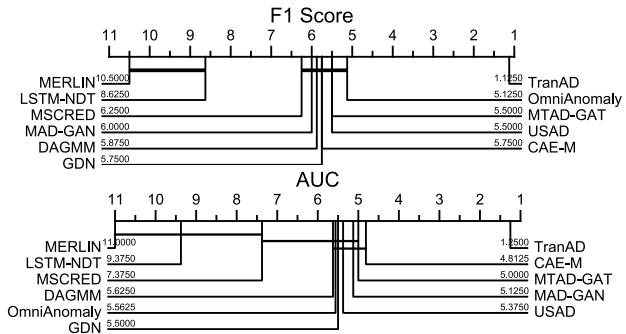 F1 Score
11 10 9 8 7 6 5 4 3 2 1
MERLIN 10.5000 1.1250 TranAD
LSTM-NDT 8.6250 5.1250 OmniAnomaly
MSCRED 6.2500 5.5000 MTAD-GAT
MAD-GAN 6.0000 5.5000 USAD
DAGMM 5.8750 5.7500 CAE-M
GDN 5.7500
AUC
11 10 9 8 7 6 5 4 3 2 1
MERLIN 11.0000 1.2500 TranAD
LSTM-NDT 9.3750 4.8125 CAE-M
MSCRED 7.3750 5.0000 MTAD-GAT
DAGMM 5.6250 5.1250 MAD-GAN
OmniAnomaly 5.5625 5.3750 USAD
GDN 5.5000